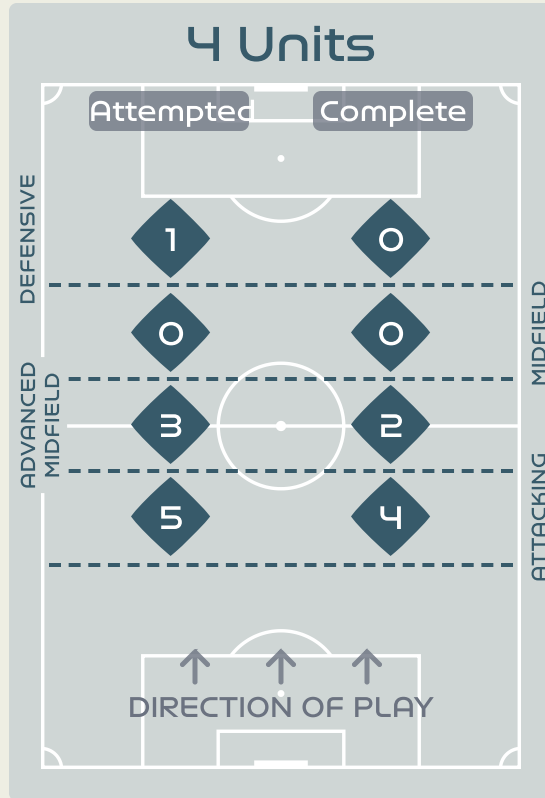 4 Units
Attempted Complete
DEFENSIVE
1 0
MIDFIELD
0 0
ADVANCED
MIDFIELD
3 2
ATTACKING
5 4
DIRECTION OF PLAY